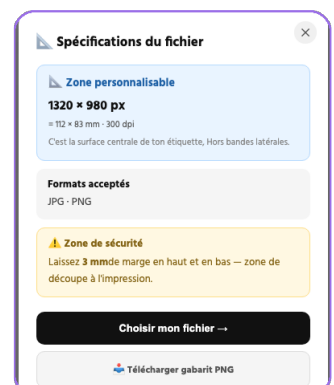 📐 Spécifications du fichier
×
📐 Zone personnalisable
1320 × 980 px
= 112 × 83 mm · 300 dpi
C'est la surface centrale de ton étiquette, Hors bandes latérales.
Formats acceptés
JPG · PNG
⚠️ Zone de sécurité
Laissez 3 mmde marge en haut et en bas — zone de
découpe à l'impression.
Choisir mon fichier →
📥 Télécharger gabarit PNG